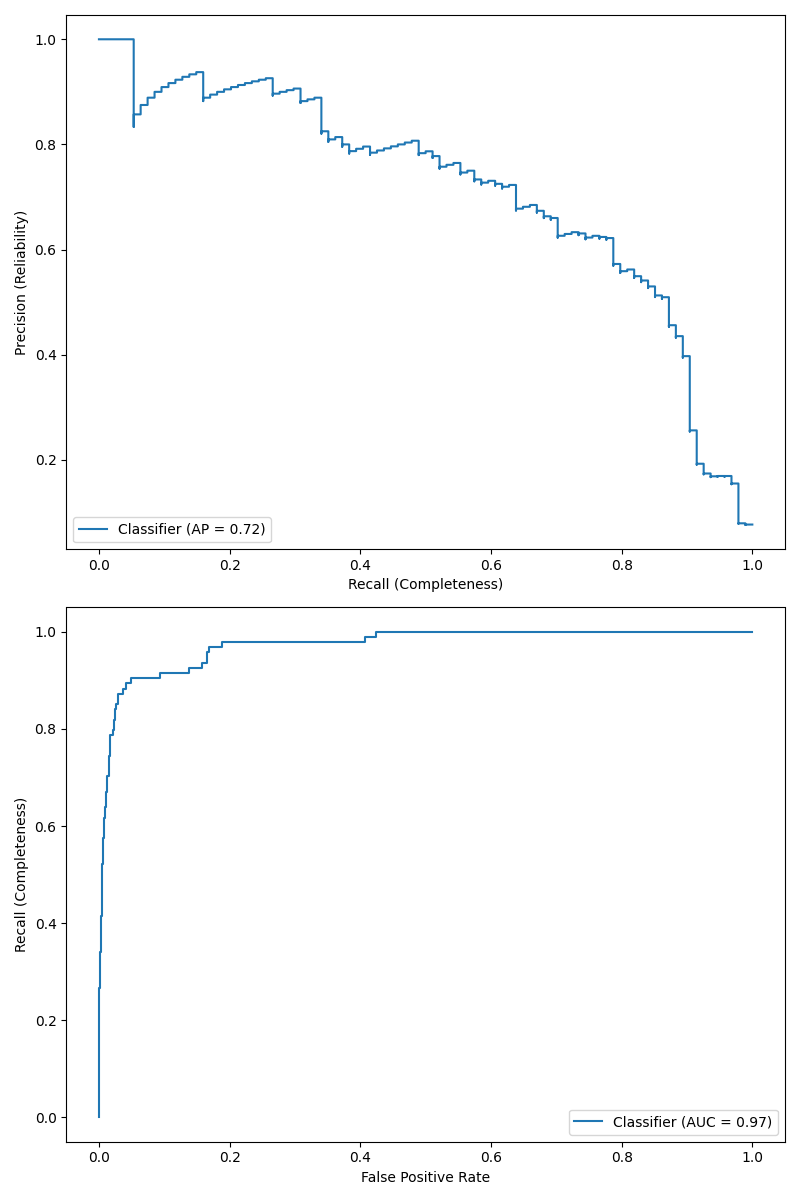 1.0
0.8
0.6
0.4
0.2
Precision (Reliability)
Classifier (AP = 0.72)
0.0 0.2 0.4 0.6 0.8 1.0
Recall (Completeness)
1.0
0.8
0.6
0.4
0.2
0.0
Recall (Completeness)
Classifier (AUC = 0.97)
0.0 0.2 0.4 0.6 0.8 1.0
False Positive Rate